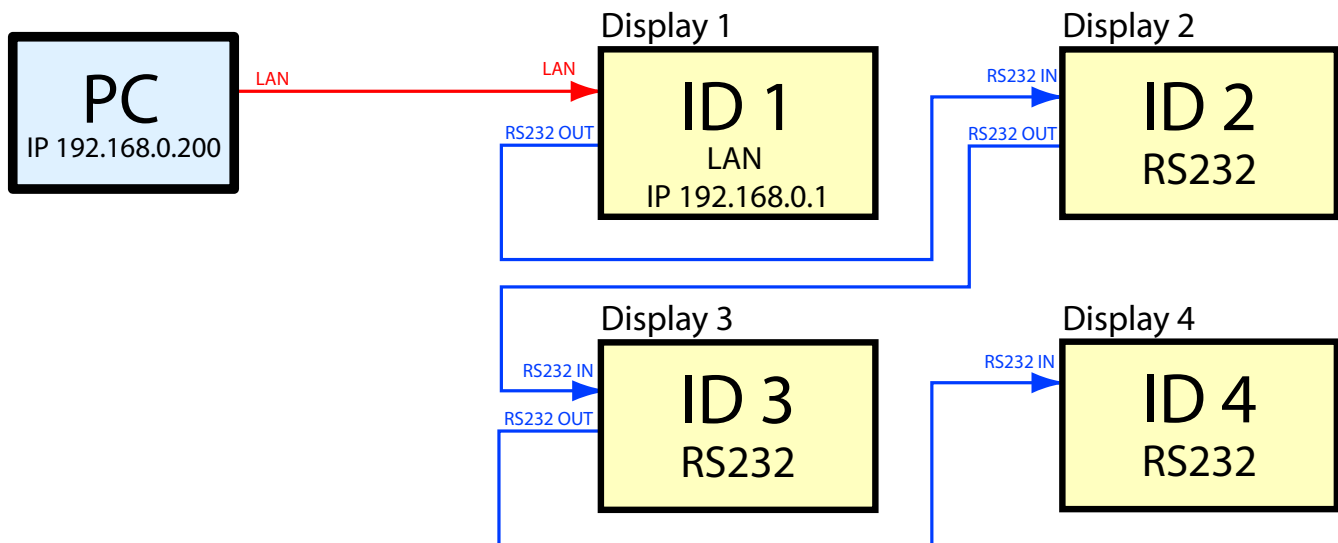 Display 1
Display 2
PC
IP 192.168.0.200
LAN
LAN
RS232 OUT
ID 1
LAN
IP 192.168.0.1
RS232 IN
RS232 OUT
ID 2
RS232
Display 3
Display 4
RS232 IN
RS232 OUT
ID 3
RS232
RS232 IN
ID 4
RS232